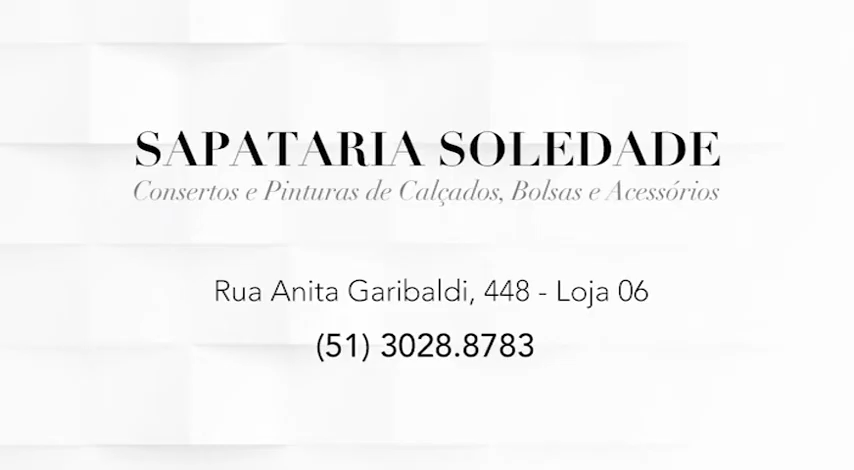 SAPATARIA SOLEDADE
Consertos e Pinturas de Calçados, Bolsas e Acessórios
Rua Anita Garibaldi, 448 - Loja 06
(51) 3028.8783